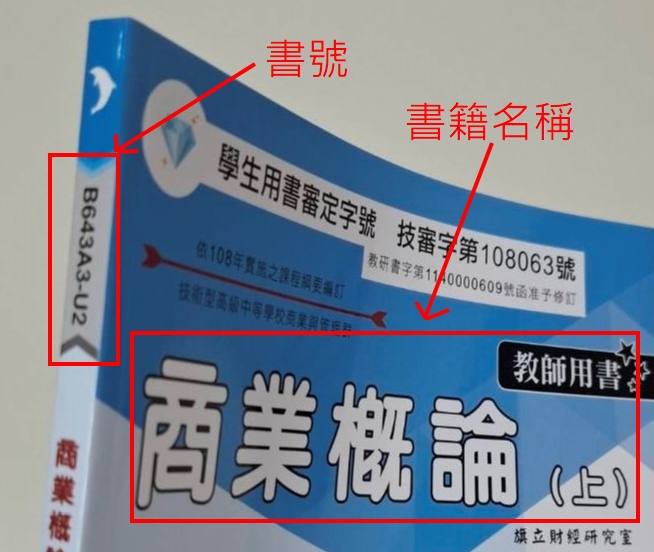 書號
書籍名稱
B643A3-U2
學生用書審定字號 技審字第108063號
教研書字第1140000609號函准予修訂
依108年實施之課程綱要編訂
技術型高級中等學校商業與管理群
教師用書
商業概論(上)
旗立財經研究室
商業概